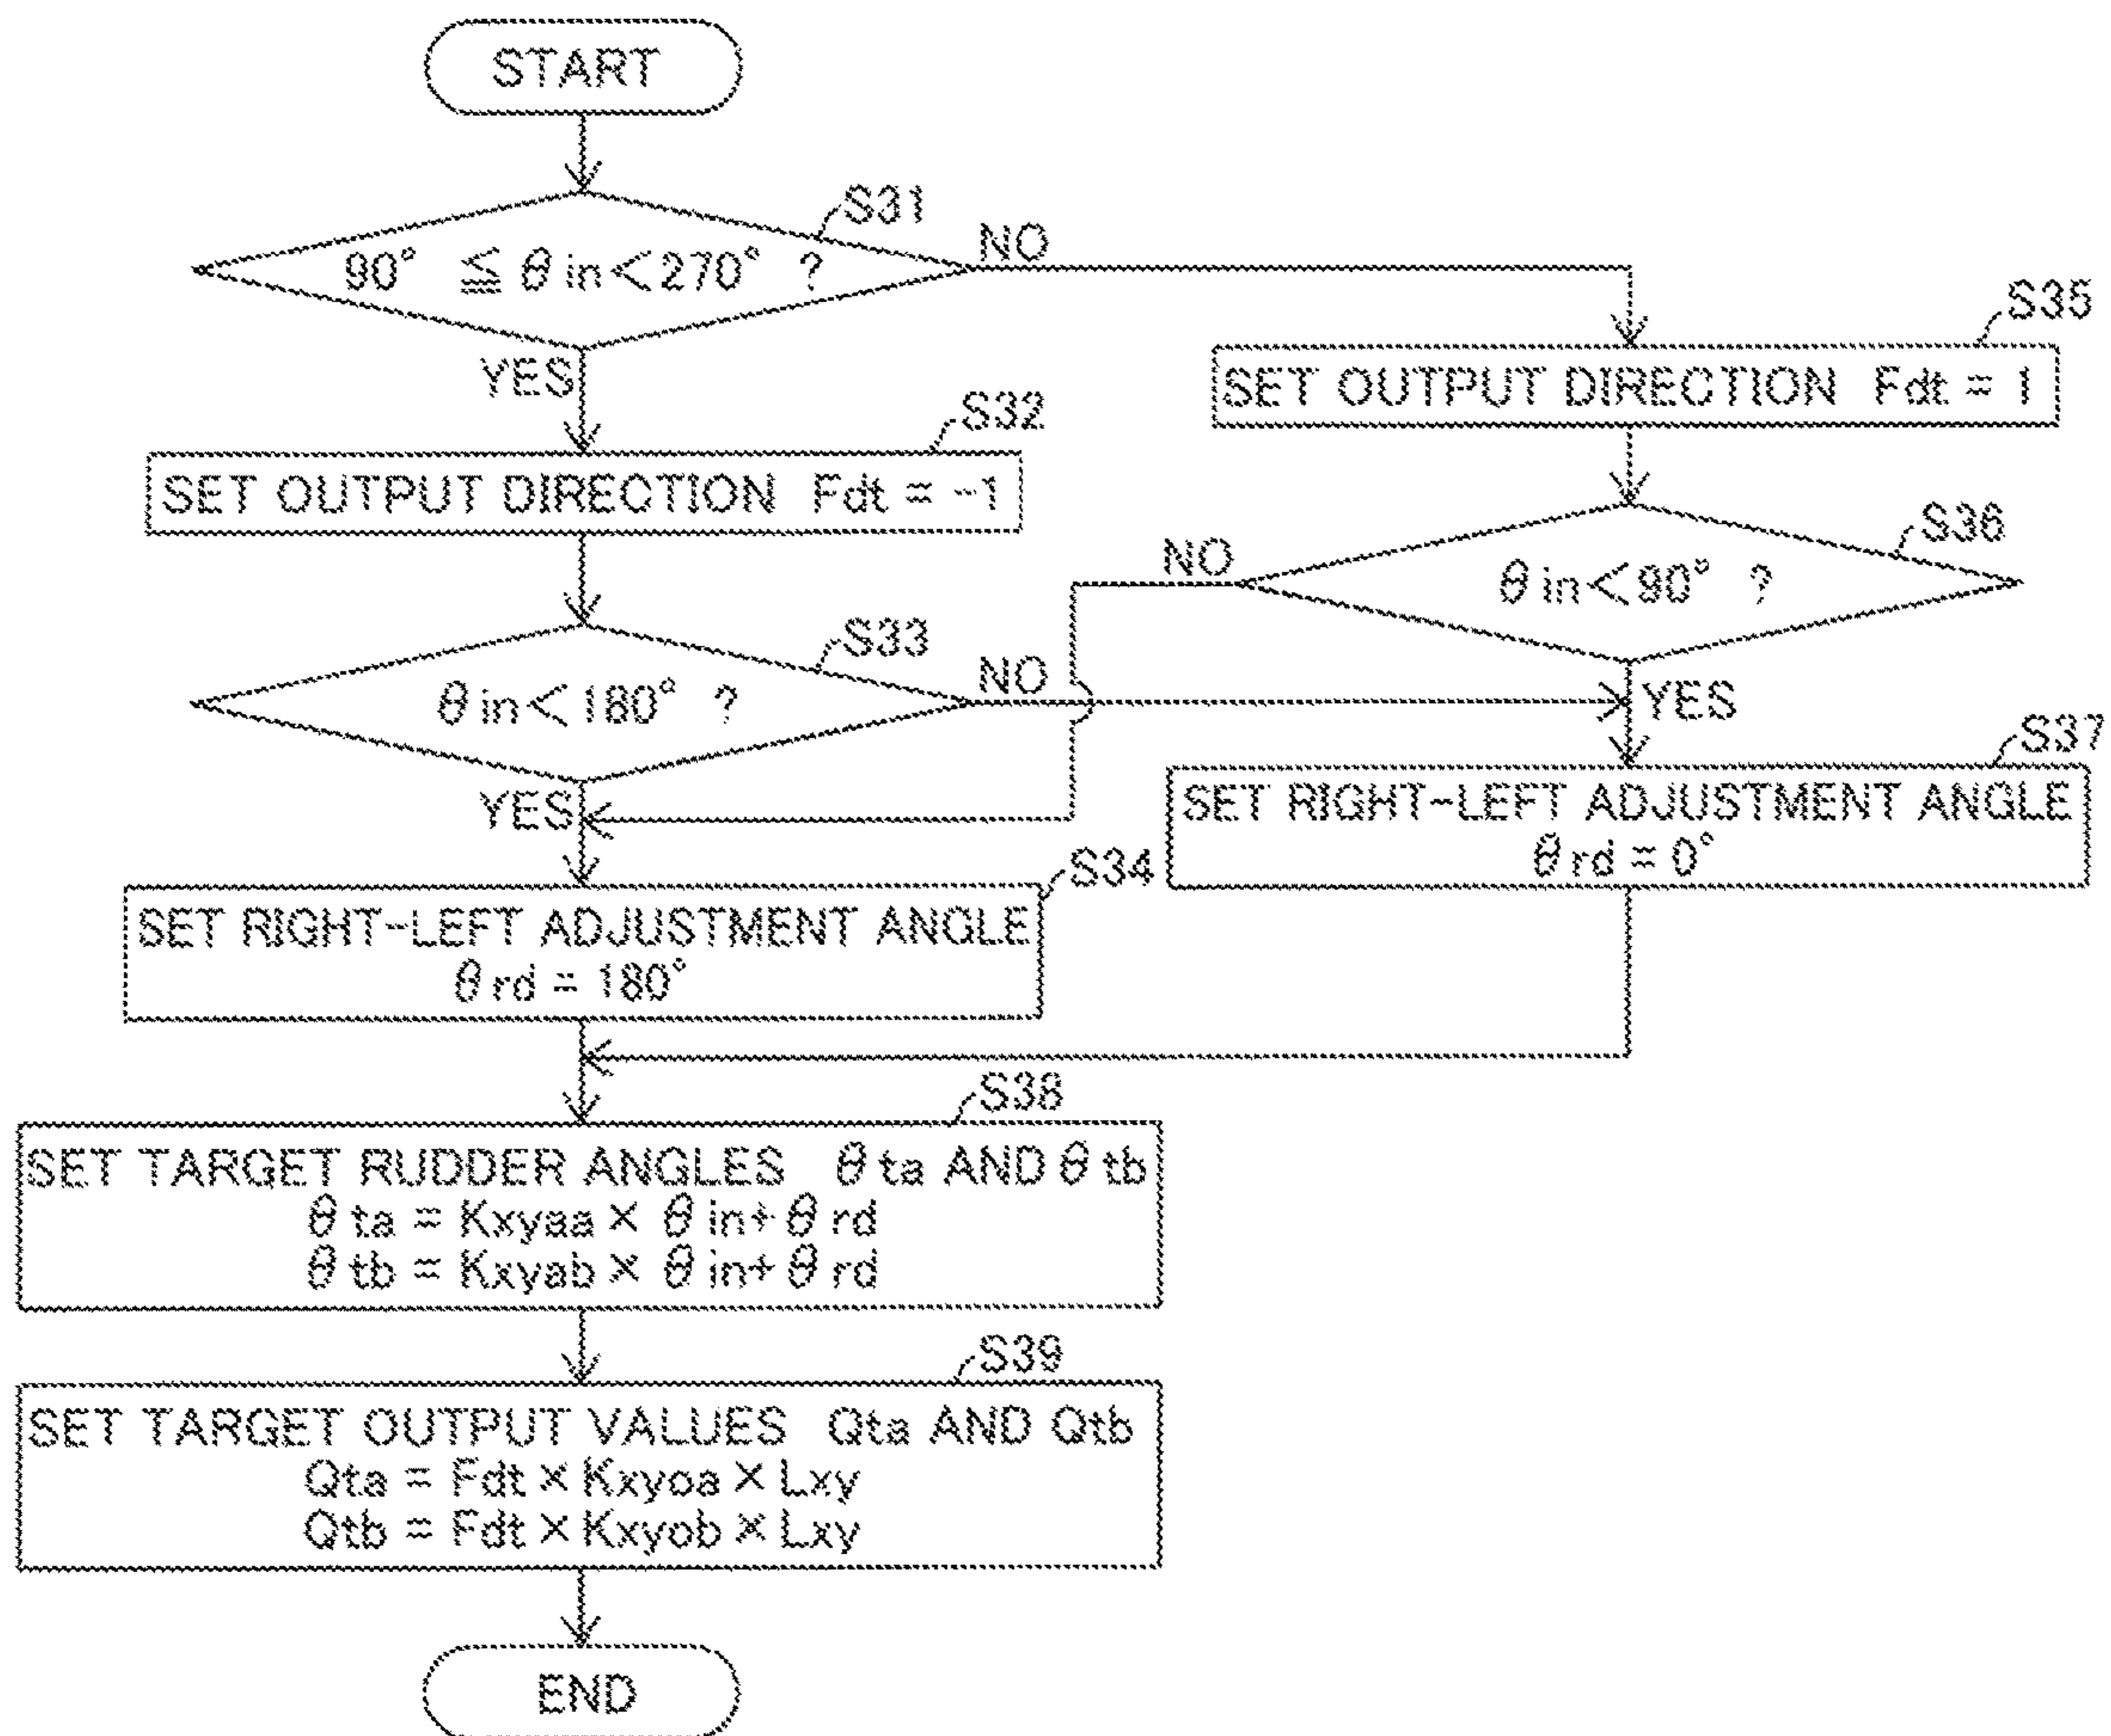 START
S31
90° ≦ θ in<270° ?
NO
YES
S35
SET OUTPUT DIRECTION Fdt = 1
S32
SET OUTPUT DIRECTION Fdt = -1
S36
θ in<90° ?
NO
YES
S33
θ in<180° ?
NO
YES
S37
SET RIGHT-LEFT ADJUSTMENT ANGLE
θ rd = 0°
S34
SET RIGHT-LEFT ADJUSTMENT ANGLE
θ rd = 180°
S38
SET TARGET RUDDER ANGLES θ ta AND θ tb
θ ta = Kxyaa × θ in+ θ rd
θ tb = Kxyab × θ in+ θ rd
S39
SET TARGET OUTPUT VALUES Qta AND Qtb
Qta = Fdt × Kxyoa × Lxy
Qtb = Fdt × Kxyob × Lxy
END